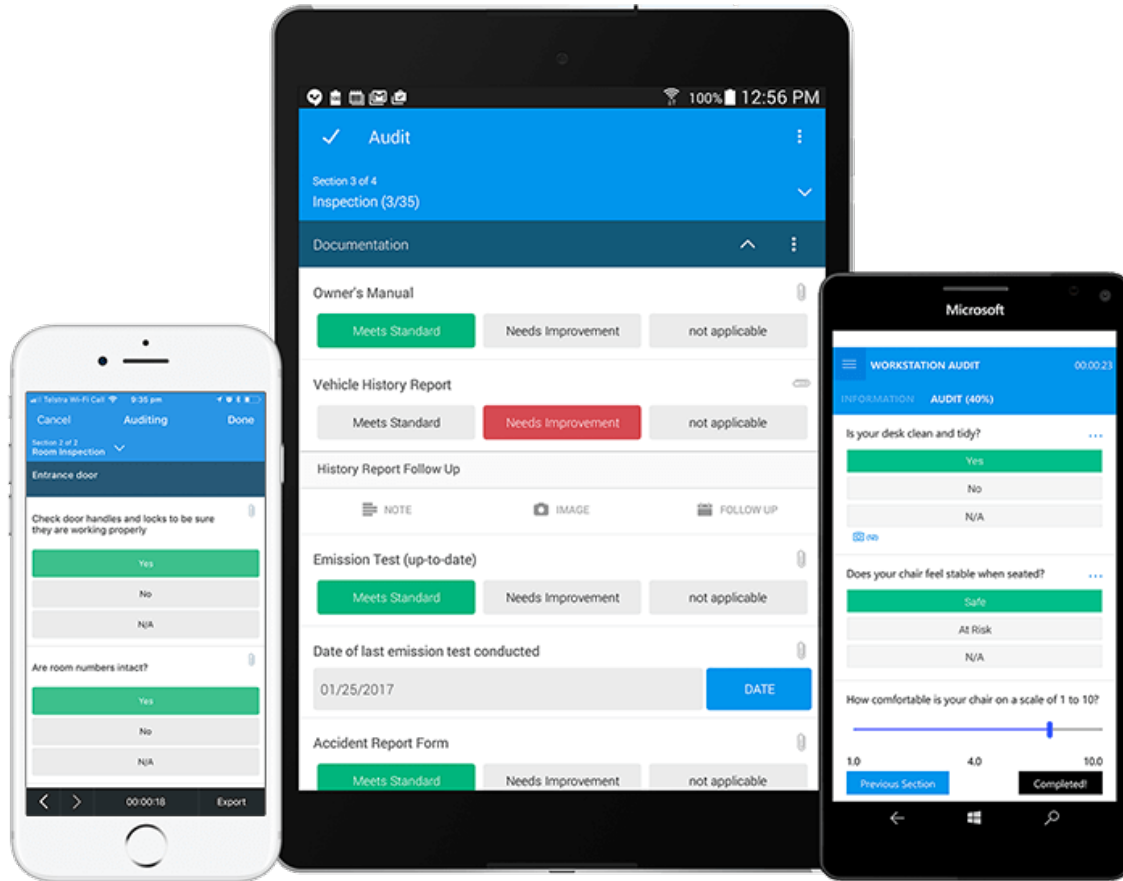 Telstra Wi-Fi Call 9:35 pm
Cancel Auditing Done
Section 2 of 2
Room Inspection
Entrance door
Check door handles and locks to be sure
they are working properly
Yes
No
N/A
Are room numbers intact?
Yes
No
N/A
00:00:18 Export
100% 12:56 PM
Audit
Section 3 of 4
Inspection (3/35)
Documentation
Owner's Manual
Meets Standard Needs Improvement not applicable
Vehicle History Report
Meets Standard Needs Improvement not applicable
History Report Follow Up
NOTE IMAGE FOLLOW UP
Emission Test (up-to-date)
Meets Standard Needs Improvement not applicable
Date of last emission test conducted
01/25/2017 DATE
Accident Report Form
Meets Standard Needs Improvement not applicable
Microsoft
WORKSTATION AUDIT 00:00:23
INFORMATION AUDIT (40%)
Is your desk clean and tidy? ...
Yes
No
N/A
Does your chair feel stable when seated? ...
Safe
At Risk
N/A
How comfortable is your chair on a scale of 1 to 10?
1.0 4.0 10.0
Previous Section Completed!